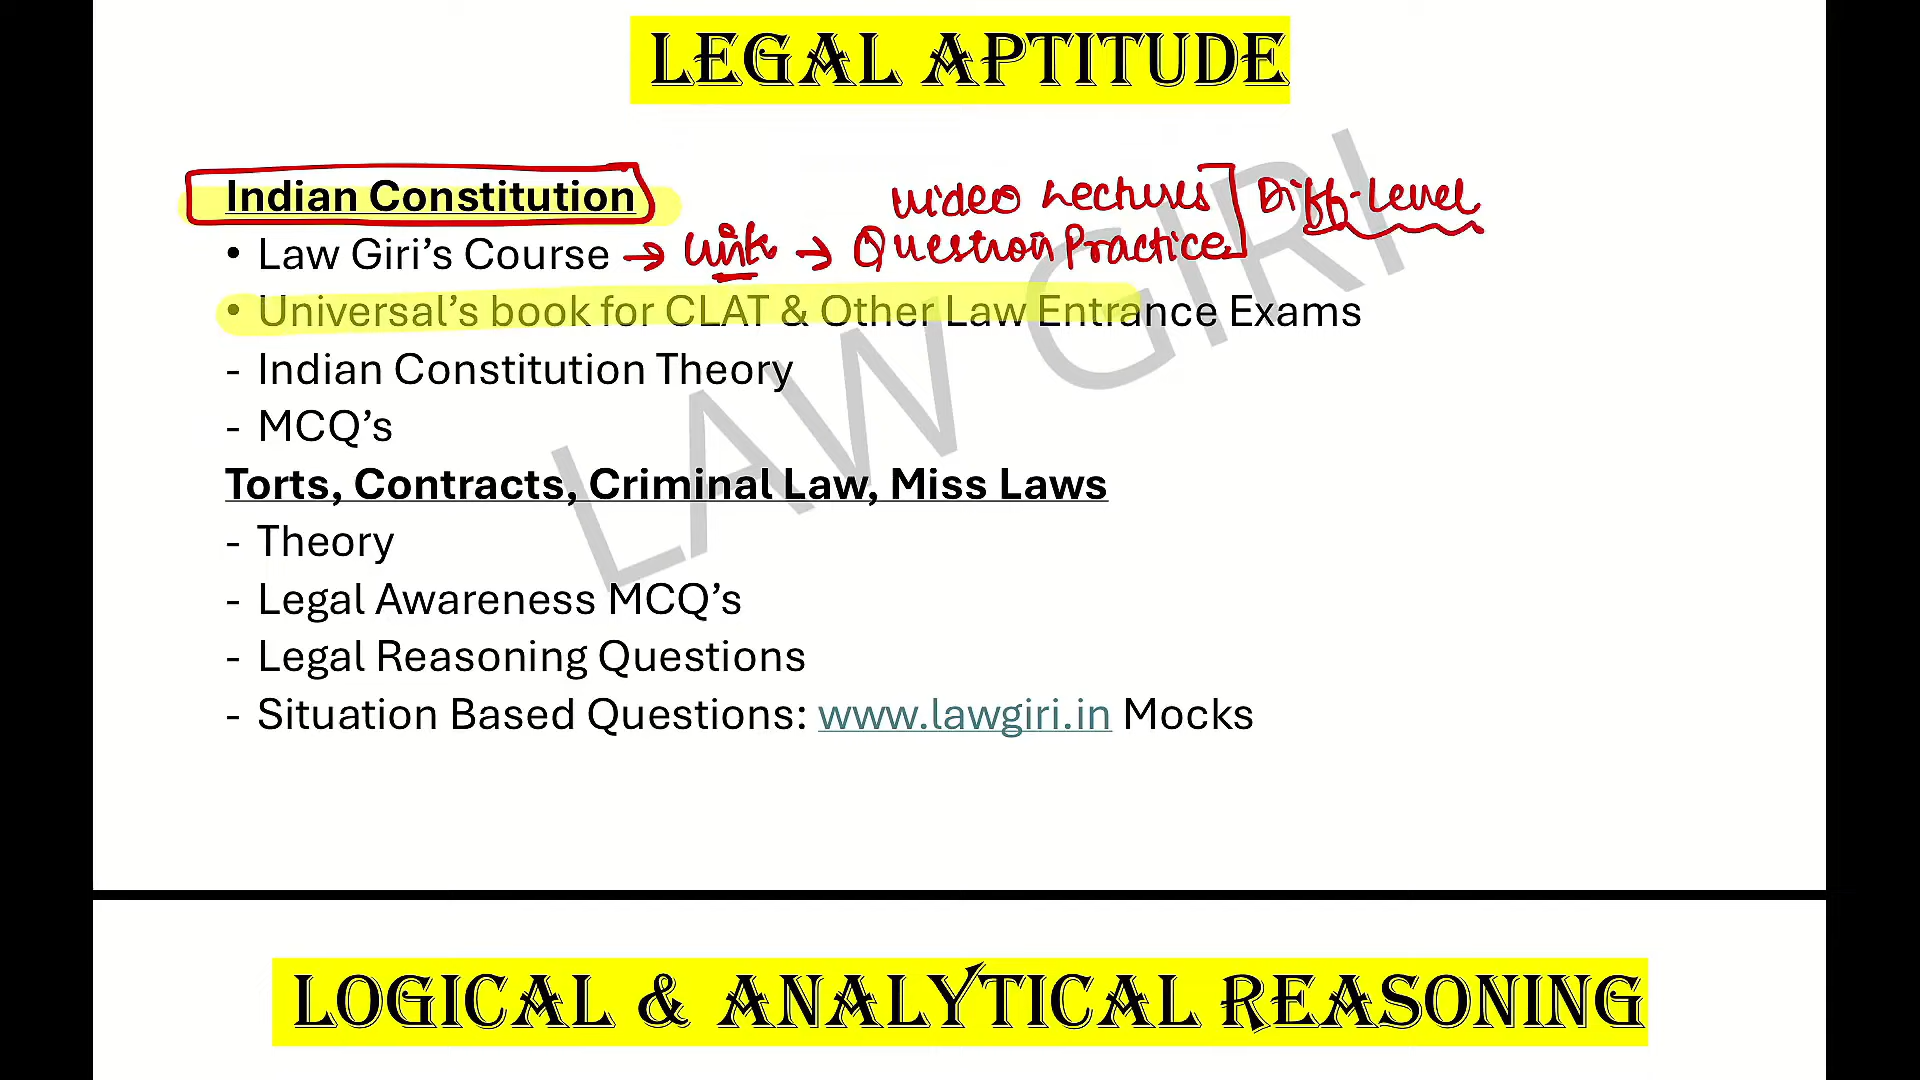 LEGAL APTITUDE
Indian Constitution
video Lectures Diff-Level
• Law Giri’s Course → → Question Practice
• Universal’s book for CLAT & Other Law Entrance Exams
- Indian Constitution Theory
- MCQ’s
Torts, Contracts, Criminal Law, Miss Laws
- Theory
- Legal Awareness MCQ’s
- Legal Reasoning Questions
- Situation Based Questions: www.lawgiri.in Mocks
LAW GIRI
LOGICAL & ANALYTICAL REASONING